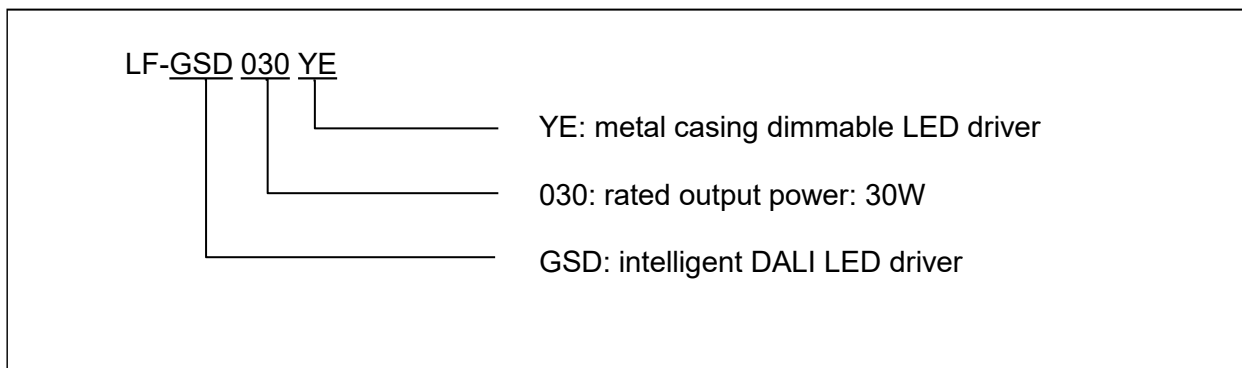 LF-GSD 030 YE
YE: metal casing dimmable LED driver
030: rated output power: 30W
GSD: intelligent DALI LED driver